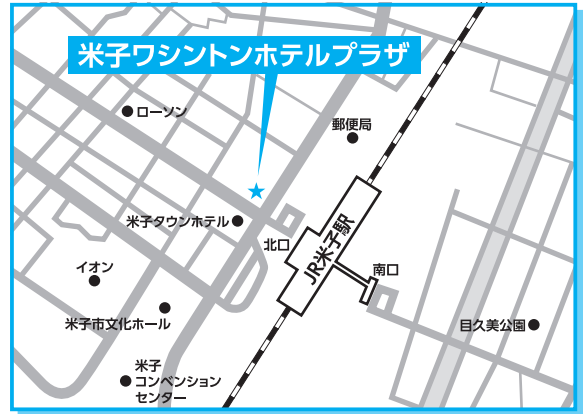 米子ワシントンホテルプラザ
ローソン
郵便局
米子タウンホテル
北口
JR米子駅
南口
イオン
米子市文化ホール
目久美公園
米子
コンベンション
センター